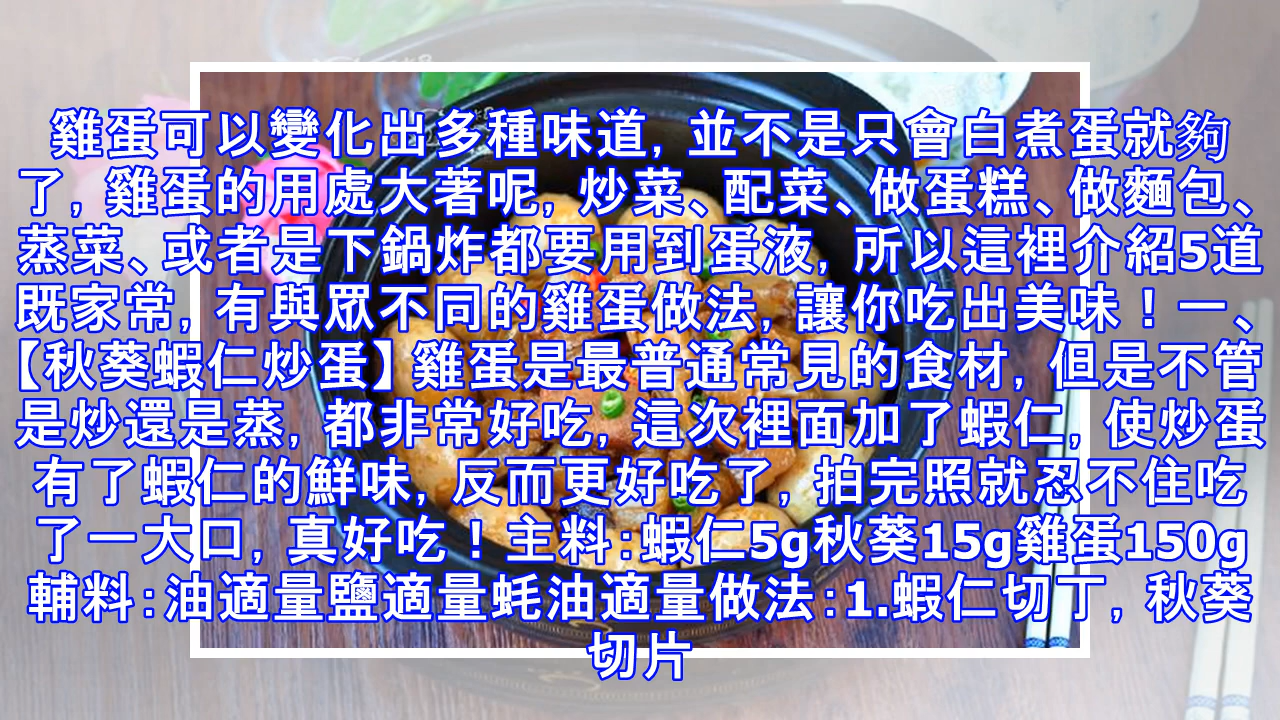 雞蛋可以變化出多種味道, 並不是只會白煮蛋就夠
了, 雞蛋的用處大著呢, 炒菜、配菜、做蛋糕、做麵包、
蒸菜、或者是下鍋炸都要用到蛋液, 所以這裡介紹5道
既家常, 有與眾不同的雞蛋做法, 讓你吃出美味！一、
【秋葵蝦仁炒蛋】雞蛋是最普通常見的食材, 但是不管
是炒還是蒸, 都非常好吃, 這次裡面加了蝦仁, 使炒蛋
有了蝦仁的鮮味, 反而更好吃了, 拍完照就忍不住吃
了一大口, 真好吃！主料:蝦仁5g秋葵15g雞蛋150g
輔料:油適量鹽適量蚝油適量做法:1.蝦仁切丁, 秋葵
切片